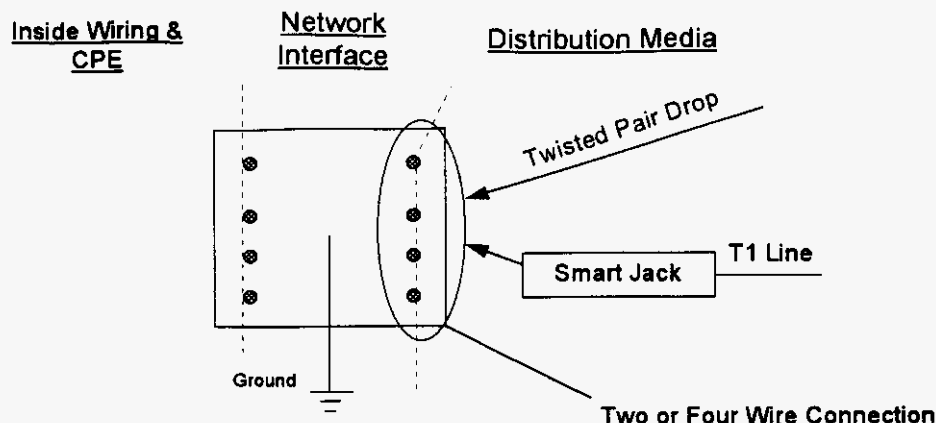 Inside Wiring &
CPE
Network
Interface
Distribution Media
Twisted Pair Drop
Smart Jack
T1 Line
Ground
Two or Four Wire Connection